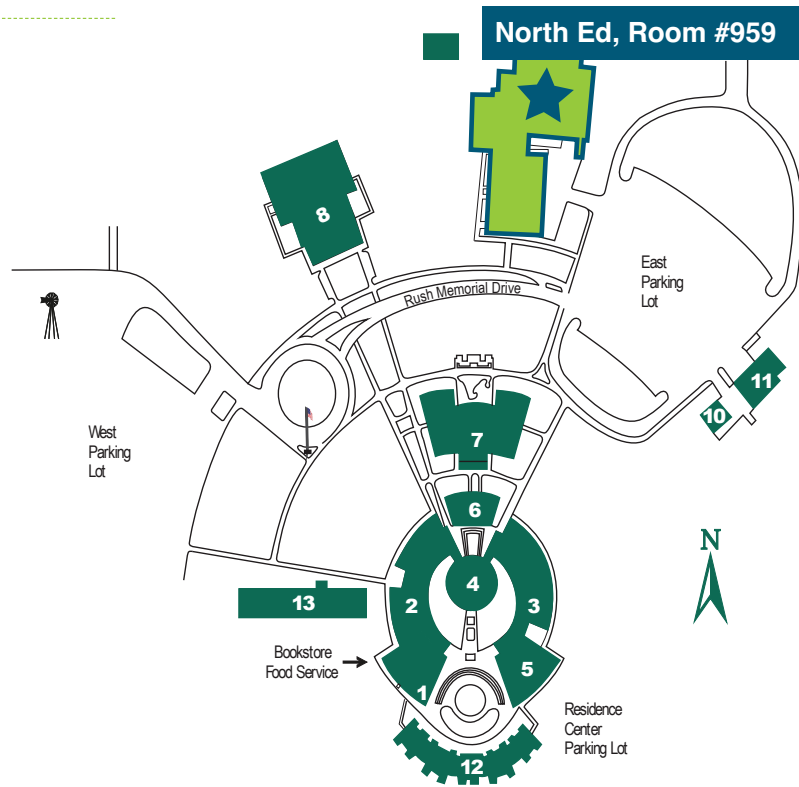 North Ed, Room #959
8
East
Parking
Lot
Rush Memorial Drive
11
10
West
Parking
Lot
7
6
N
4
2
3
13
Bookstore
Food Service
5
1
Residence
Center
Parking Lot
12